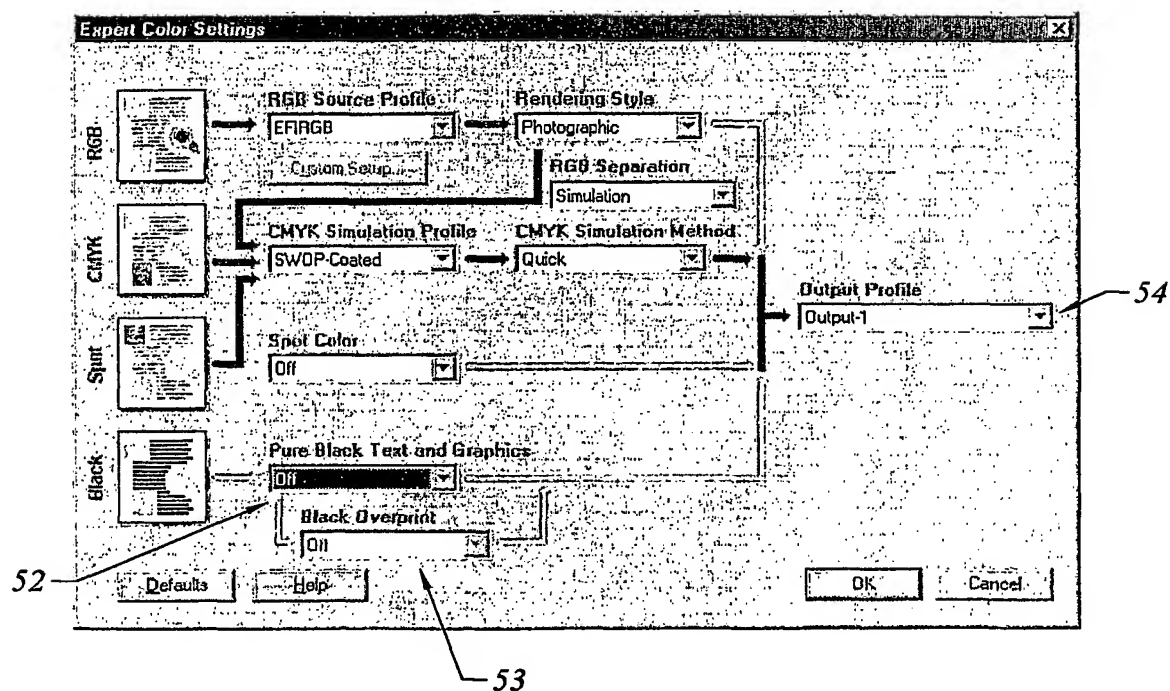 Expert Color Settings
RGB
RGB Source Profile
EFIRGB
Custom Setup...
Rendering Style
Photographic
RGB Separation
Simulation
CMYK
CMYK Simulation Profile
SWOP-Coated
CMYK Simulation Method
Quick
Output Profile
Output-1
54
Spot
Spot Color
Off
Black
Pure Black Text and Graphics
Off
52
Black Overprint
Off
53
Defaults
Help
OK
Cancel